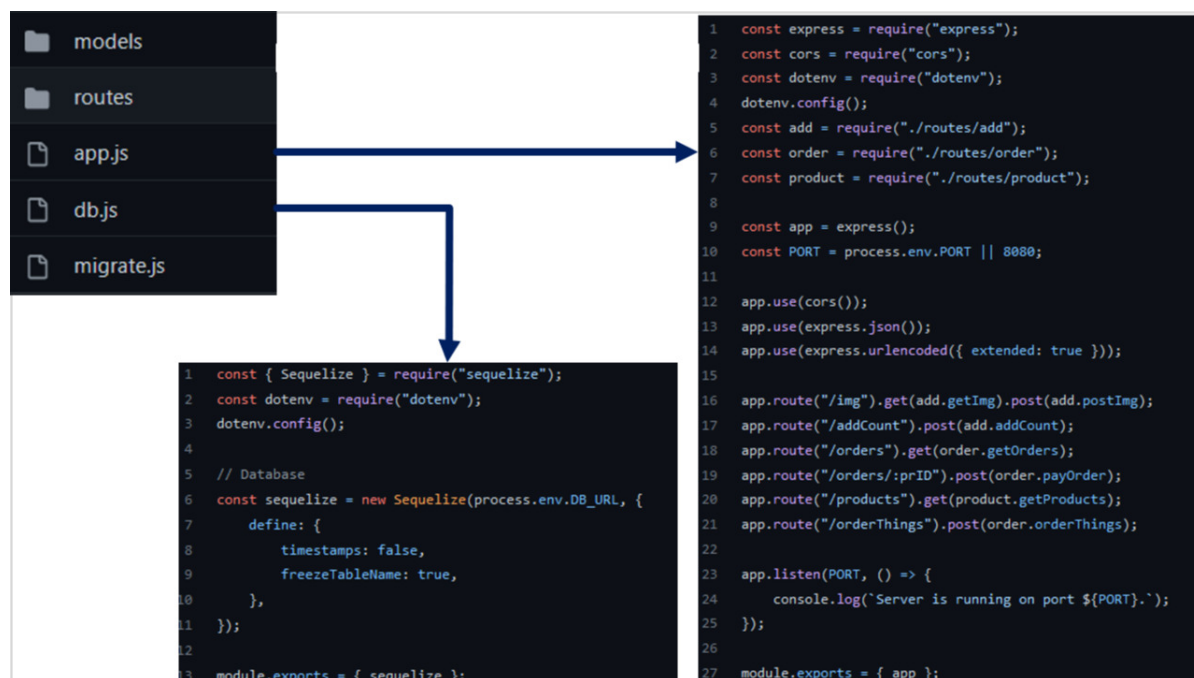 models
routes
app.js
db.js
migrate.js
1 const express = require("express");
2 const cors = require("cors");
3 const dotenv = require("dotenv");
4 dotenv.config();
5 const add = require("./routes/add");
6 const order = require("./routes/order");
7 const product = require("./routes/product");
8
9 const app = express();
10 const PORT = process.env.PORT || 8080;
11
12 app.use(cors());
13 app.use(express.json());
14 app.use(express.urlencoded({ extended: true }));
15
16 app.route("/img").get(add.getImg).post(add.postImg);
17 app.route("/addCount").post(add.addCount);
18 app.route("/orders").get(order.getOrders);
19 app.route("/orders/:prID").post(order.payOrder);
20 app.route("/products").get(product.getProducts);
21 app.route("/orderThings").post(order.orderThings);
22
23 app.listen(PORT, () => {
24     console.log(`Server is running on port ${PORT}.`);
25 });
26
27 module.exports = { app };
1 const { Sequelize } = require("sequelize");
2 const dotenv = require("dotenv");
3 dotenv.config();
4
5 // Database
6 const sequelize = new Sequelize(process.env.DB_URL, {
7     define: {
8         timestamps: false,
9         freezeTableName: true,
10     },
11 });
12
13 module.exports = { sequelize };